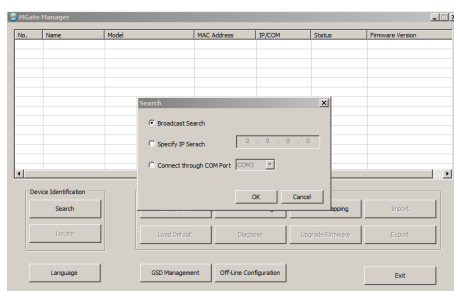 MGate Manager
No. Name Model MAC Address IP/COM Status Firmware Version
Search
Broadcast Search
Specify IP Serach 0 . 0 . 0 . 0
Connect through COM Port COM3
OK Cancel
Device Identification
Search Import
Locate Load Default Diagnose Upgrade Firmware Export
Language GSD Management Off-Line Configuration Exit